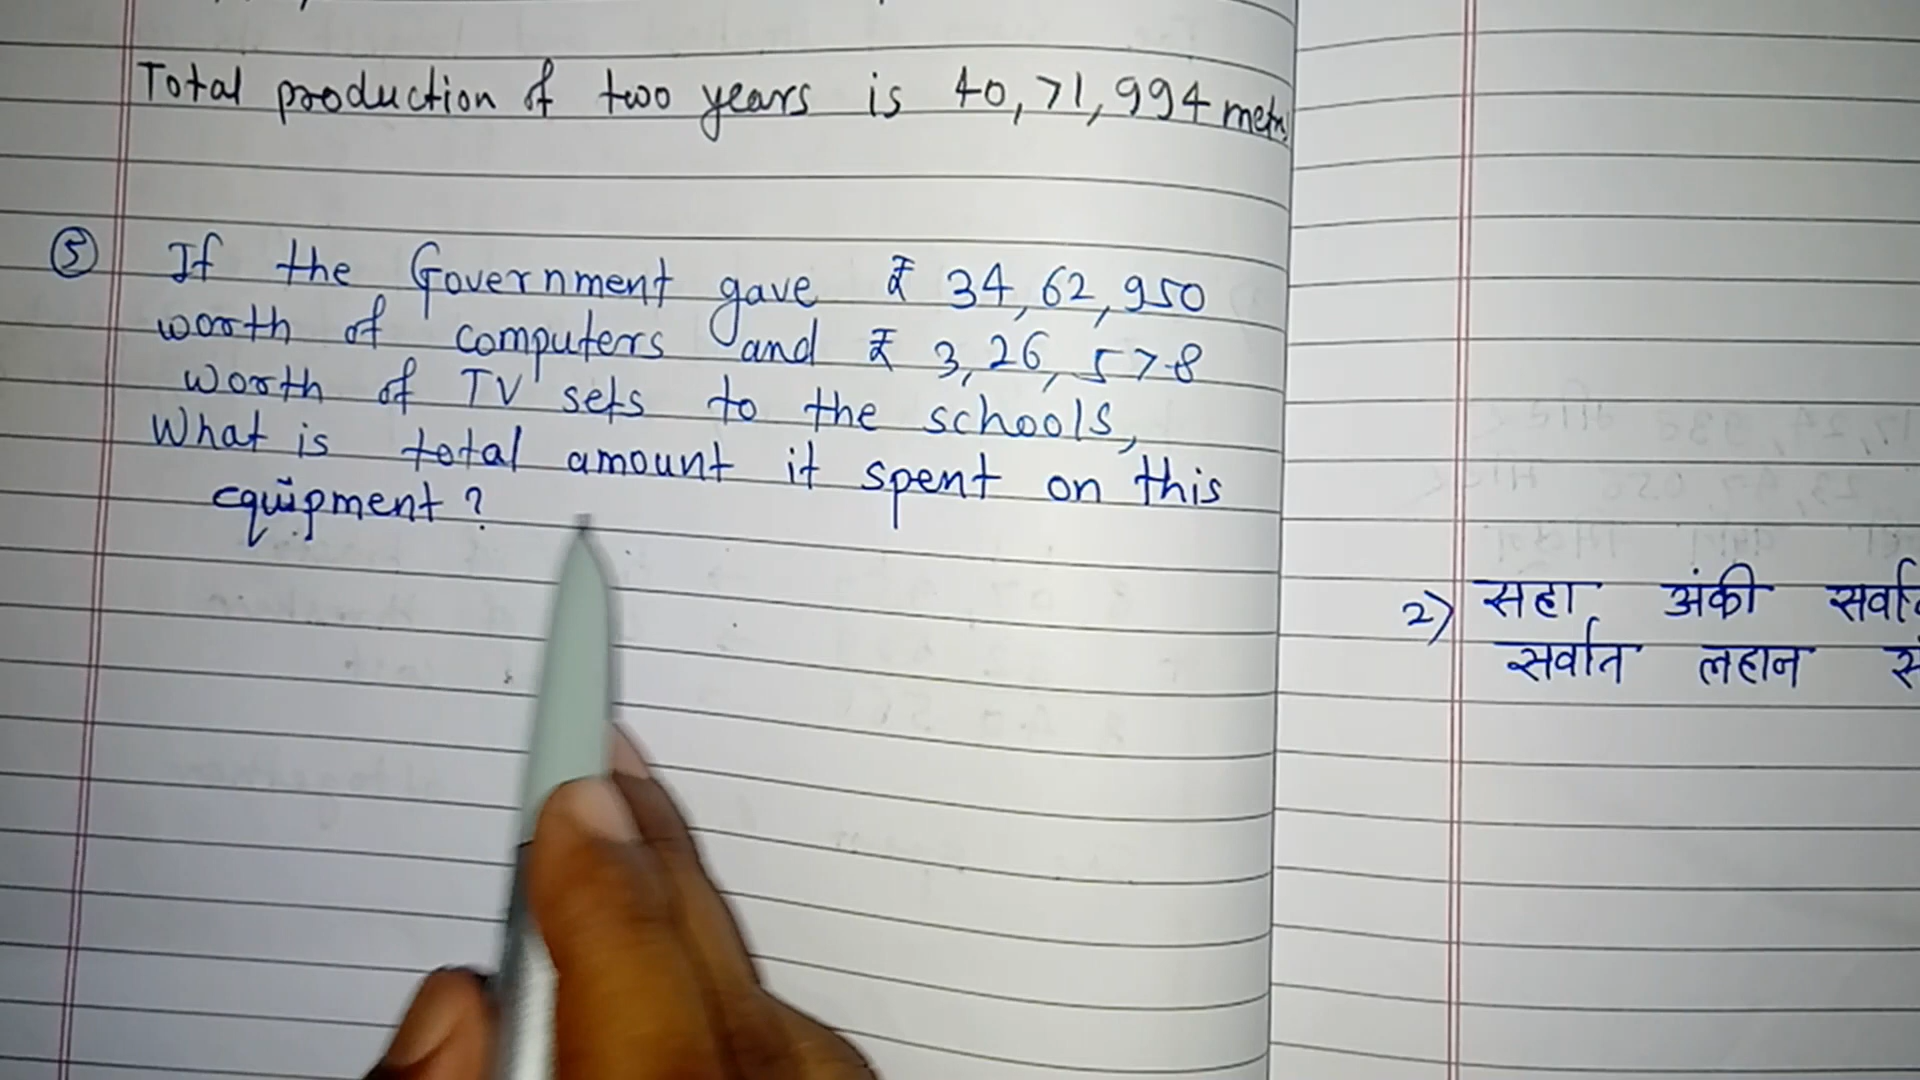 Total production of two years is 40,71,994
⑤ If the Government gave ₹ 34,62,950
worth of computers and ₹ 3,26,578
worth of TV sets to the schools,
What is total amount it spent on this
equipment?
2) सहा अंकी
सर्वात लहान